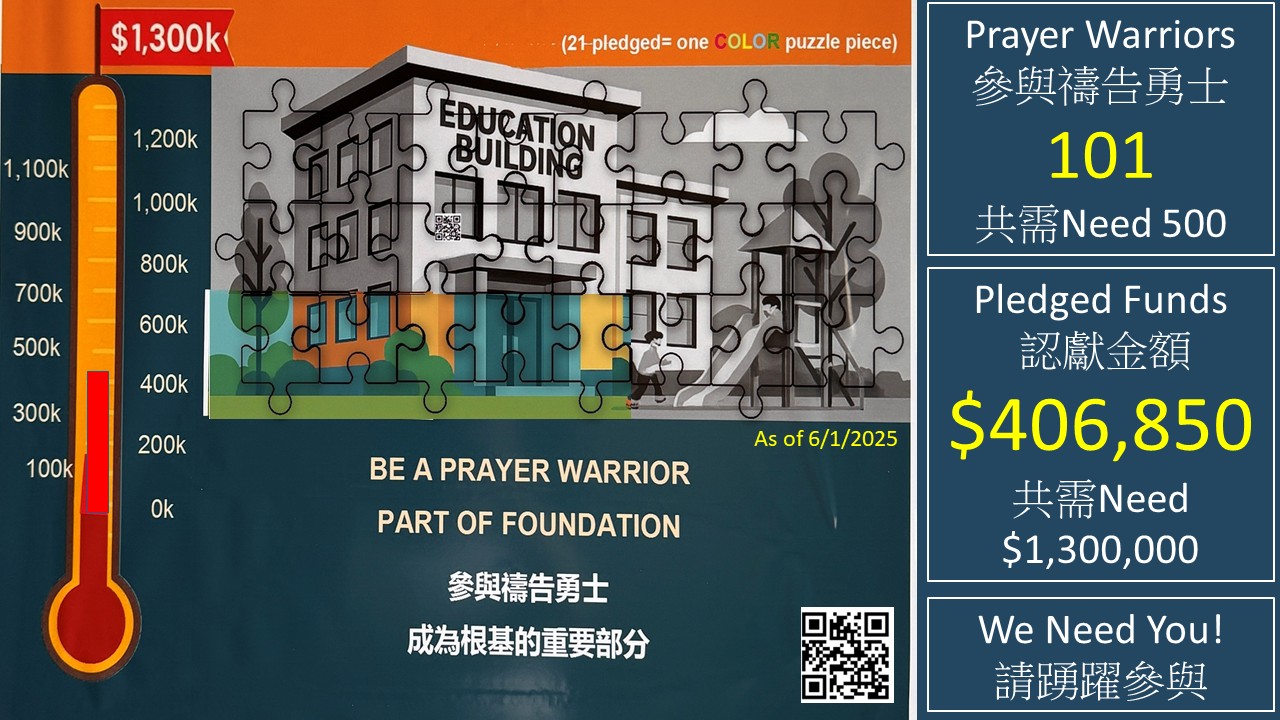 $1,300k
(21 pledged= one COLOR puzzle piece)
EDUCATION
BUILDING
1,200k
1,100k
1,000k
900k
800k
700k
600k
500k
400k
300k
200k
100k
0k
As of 6/1/2025
BE A PRAYER WARRIOR
PART OF FOUNDATION
參與禱告勇士
成為根基的重要部分
Prayer Warriors
參與禱告勇士
101
共需Need 500
Pledged Funds
認獻金額
$406,850
共需Need
$1,300,000
We Need You!
請踴躍參與